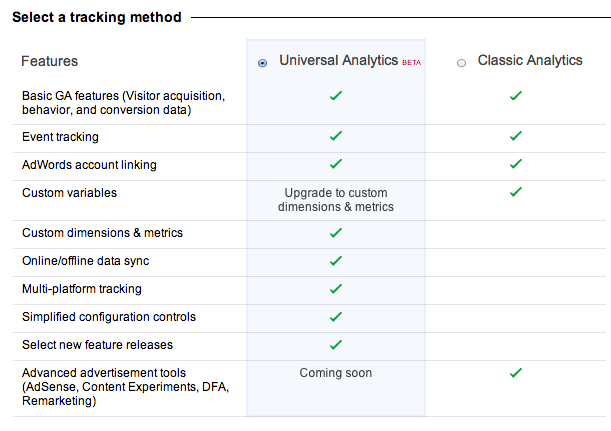 Select a tracking method
Features
Universal Analytics BETA
Classic Analytics
Basic GA features (Visitor acquisition,
behavior, and conversion data)
Event tracking
AdWords account linking
Custom variables
Upgrade to custom
dimensions & metrics
Custom dimensions & metrics
Online/offline data sync
Multi-platform tracking
Simplified configuration controls
Select new feature releases
Advanced advertisement tools
(AdSense, Content Experiments, DFA,
Remarketing)
Coming soon